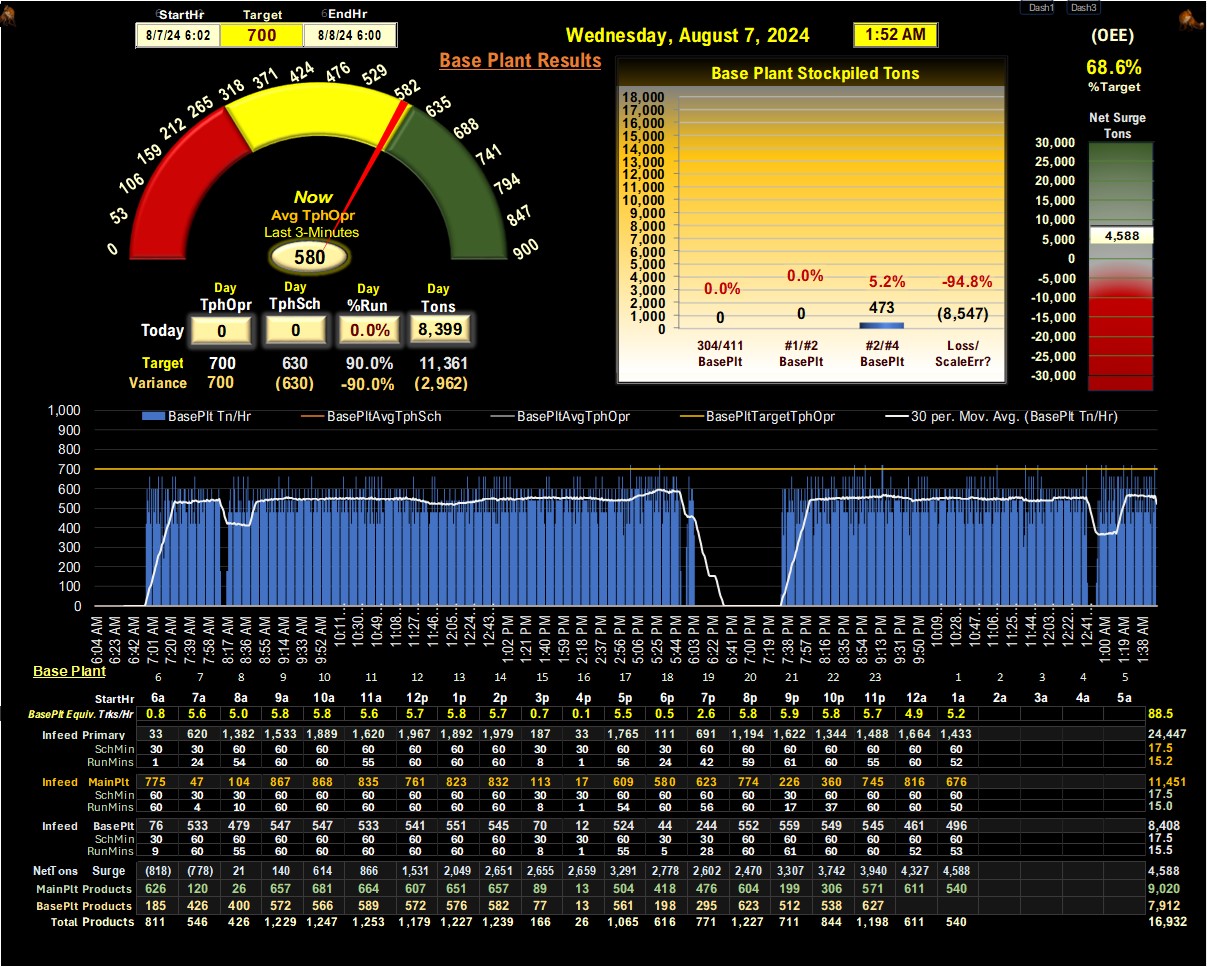 Dash1 Dash3
StartHr Target EndHr
8/7/24 6:02 700 8/8/24 6:00
Wednesday, August 7, 2024 1:52 AM
(OEE)
68.6%
%Target
Base Plant Results
0 53 106 159 212 265 318 371 424 476 529 582 635 688 741 794 847 900
Now
Avg TphOpr
Last 3-Minutes
580
Day Day Day Day
TphOpr TphSch %Run Tons
Today 0 0 0.0% 8,399
Target 700 630 90.0% 11,361
Variance 700 (630) -90.0% (2,962)
Base Plant Stockpiled Tons
18,000
17,000
16,000
15,000
14,000
13,000
12,000
11,000
10,000
9,000
8,000
7,000
6,000
5,000
4,000
3,000
2,000
1,000
0
0.0% 0.0% 5.2% -94.8%
0 0 473 (8,547)
304/411 #1/#2 #2/#4 Loss/
BasePlt BasePlt BasePlt ScaleErr?
Net Surge
Tons
30,000
25,000
20,000
15,000
10,000
5,000
0
-5,000
-10,000
-15,000
-20,000
-25,000
-30,000
4,588
BasePlt Tn/Hr BasePltAvgTphSch BasePltAvgTphOpr BasePltTargetTphOpr 30 per. Mov. Avg. (BasePlt Tn/Hr)
1,000
900
800
700
600
500
400
300
200
100
0
6:04 AM 6:23 AM 6:42 AM 7:01 AM 7:20 AM 7:39 AM 7:58 AM 8:17 AM 8:36 AM 8:55 AM 9:14 AM 9:33 AM 9:52 AM 10:11... 10:30... 10:49... 11:08... 11:27... 11:46... 12:05... 12:24... 12:43... 1:02 PM 1:21 PM 1:40 PM 1:59 PM 2:18 PM 2:37 PM 2:56 PM 5:06 PM 5:25 PM 5:44 PM 6:03 PM 6:22 PM 6:41 PM 7:00 PM 7:19 PM 7:38 PM 7:57 PM 8:16 PM 8:35 PM 8:54 PM 9:13 PM 9:31 PM 9:50 PM 10:09... 10:28... 10:47... 1:06... 11:25... 11:44... 12:03... 12:22... 12:41... 1:00 AM 1:19 AM 1:38 AM
Base Plant
6 7 8 9 10 11 12 13 14 15 16 17 18 19 20 21 22 23 1 2 3 4 5
StartHr 6a 7a 8a 9a 10a 11a 12p 1p 2p 3p 4p 5p 6p 7p 8p 9p 10p 11p 12a 1a 2a 3a 4a 5a
BasePlt Equiv. Trks/Hr 0.8 5.6 5.0 5.8 5.8 5.6 5.7 5.8 5.7 0.7 0.1 5.5 0.5 2.6 5.8 5.9 5.8 5.7 4.9 5.2 88.5
Infeed Primary 33 620 1,382 1,533 1,889 1,620 1,967 1,892 1,979 187 33 1,765 111 691 1,194 1,622 1,344 1,488 1,664 1,433 24,447
SchMin 30 30 60 60 60 60 60 60 60 30 30 60 30 60 60 60 60 60 60 60 17.5
RunMins 1 24 54 60 60 55 60 60 60 8 1 56 24 42 59 61 60 55 60 52 15.2
Infeed MainPlt 775 47 104 867 868 835 761 823 832 113 17 609 580 623 774 226 360 745 816 676 11,451
SchMin 60 30 30 60 60 60 60 60 60 30 30 60 60 60 60 30 60 60 60 60 17.5
RunMins 60 4 10 60 60 60 60 60 60 8 1 54 60 56 60 17 37 60 60 50 15.0
Infeed BasePlt 76 533 479 547 547 533 541 551 545 70 12 524 44 244 552 559 549 545 461 496 8,408
SchMin 30 60 60 60 60 60 60 60 60 30 30 60 30 30 60 60 60 60 60 60 17.5
RunMins 9 60 55 60 60 60 60 60 60 8 1 55 5 28 60 61 60 60 52 53 15.5
NetTons Surge (818) (778) 21 140 614 866 1,531 2,049 2,651 2,655 2,659 3,291 2,778 2,602 2,470 3,307 3,742 3,940 4,127 4,588 4,588
MainPlt Products 626 120 26 657 681 664 607 651 657 89 13 504 418 476 604 199 306 571 611 540 9,020
BasePlt Products 185 426 400 572 566 589 572 576 582 77 13 561 198 295 623 512 538 627 7,912
Total Products 811 546 426 1,229 1,247 1,253 1,179 1,227 1,239 166 26 1,065 616 771 1,227 711 844 1,198 611 540 16,932